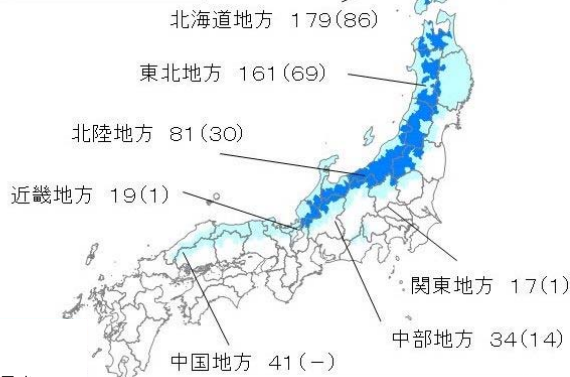 北海道地方 179(86)
東北地方 161(69)
北陸地方 81(30)
近畿地方 19(1)
関東地方 17(1)
中部地方 34(14)
中国地方 41(－)